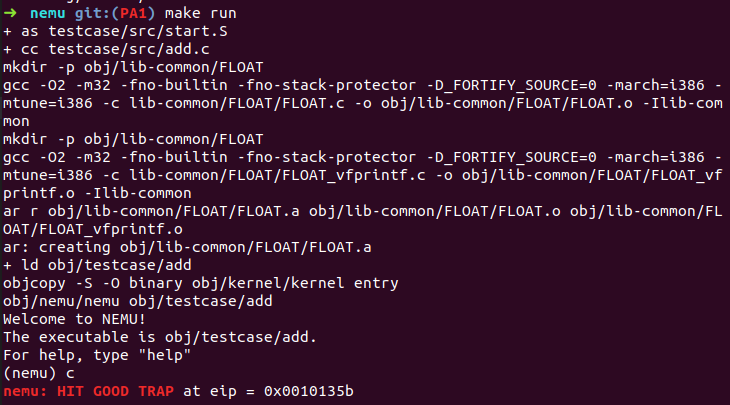 ➜  nemu git:(PA1) make run
+ as testcase/src/start.S
+ cc testcase/src/add.c
mkdir -p obj/lib-common/FLOAT
gcc -O2 -m32 -fno-builtin -fno-stack-protector -D_FORTIFY_SOURCE=0 -march=i386 -
mtune=i386 -c lib-common/FLOAT/FLOAT.c -o obj/lib-common/FLOAT/FLOAT.o -Ilib-com
mon
mkdir -p obj/lib-common/FLOAT
gcc -O2 -m32 -fno-builtin -fno-stack-protector -D_FORTIFY_SOURCE=0 -march=i386 -
mtune=i386 -c lib-common/FLOAT/FLOAT_vfprintf.c -o obj/lib-common/FLOAT/FLOAT_vf
printf.o -Ilib-common
ar r obj/lib-common/FLOAT/FLOAT.a obj/lib-common/FLOAT/FLOAT.o obj/lib-common/FL
OAT/FLOAT_vfprintf.o
ar: creating obj/lib-common/FLOAT/FLOAT.a
+ ld obj/testcase/add
objcopy -S -O binary obj/kernel/kernel entry
obj/nemu/nemu obj/testcase/add
Welcome to NEMU!
The executable is obj/testcase/add.
For help, type "help"
(nemu) c
nemu: HIT GOOD TRAP at eip = 0x0010135b